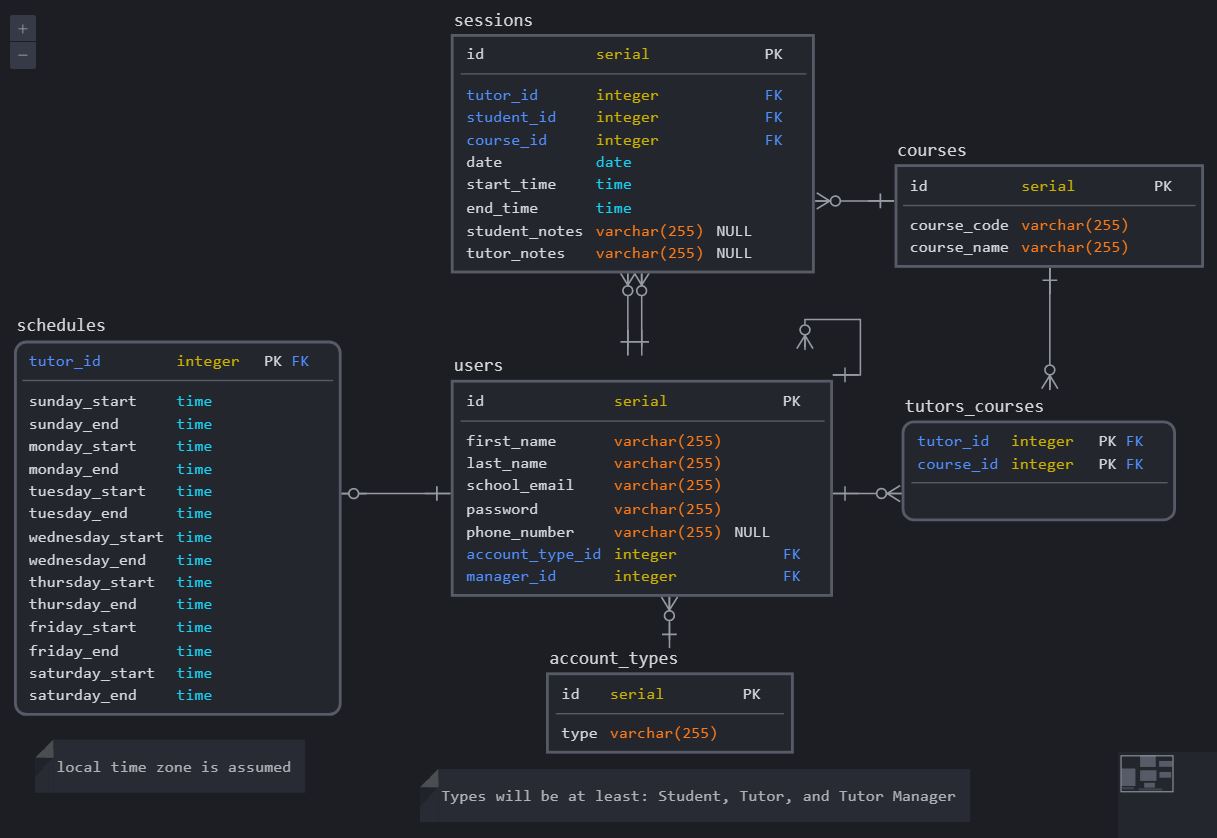 +
−
sessions
id serial PK
tutor_id integer FK
student_id integer FK
course_id integer FK
date date
start_time time
end_time time
student_notes varchar(255) NULL
tutor_notes varchar(255) NULL
courses
id serial PK
course_code varchar(255)
course_name varchar(255)
schedules
tutor_id integer PK FK
sunday_start time
sunday_end time
monday_start time
monday_end time
tuesday_start time
tuesday_end time
wednesday_start time
wednesday_end time
thursday_start time
thursday_end time
friday_start time
friday_end time
saturday_start time
saturday_end time
users
id serial PK
first_name varchar(255)
last_name varchar(255)
school_email varchar(255)
password varchar(255)
phone_number varchar(255) NULL
account_type_id integer FK
manager_id integer FK
tutors_courses
tutor_id integer PK FK
course_id integer PK FK
account_types
id serial PK
type varchar(255)
local time zone is assumed
Types will be at least: Student, Tutor, and Tutor Manager